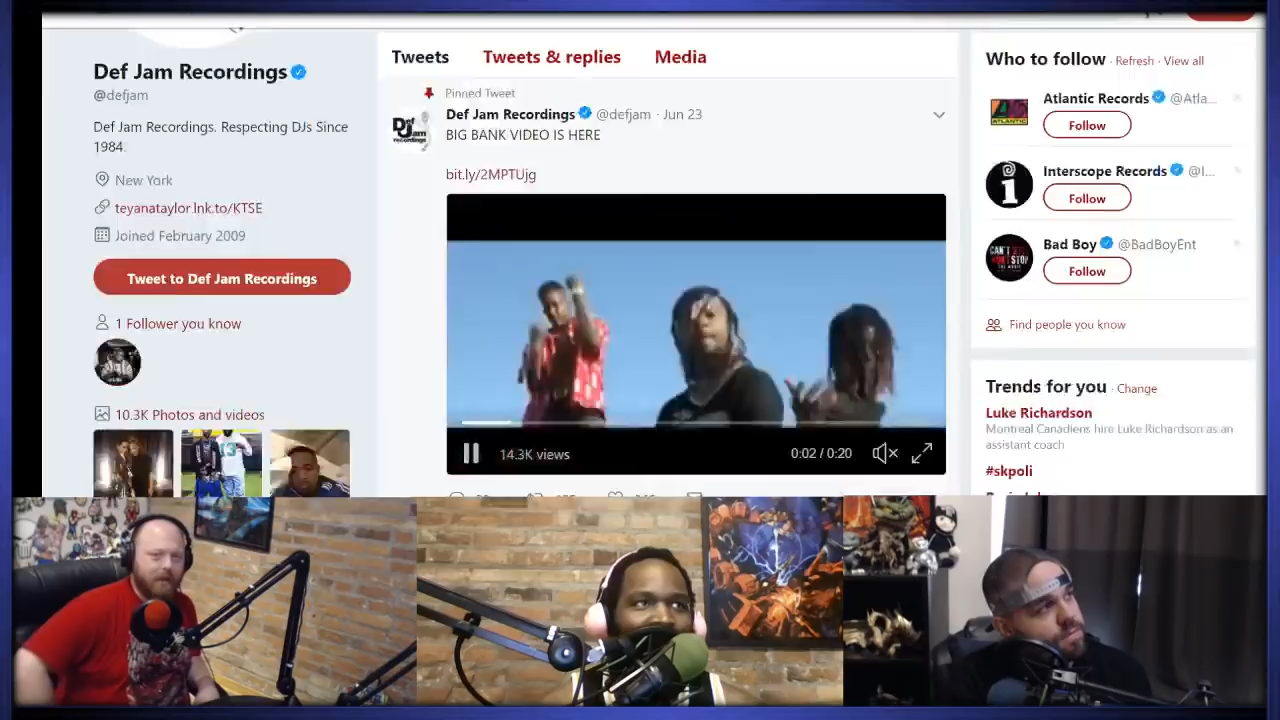 Def Jam Recordings
@defjam
Def Jam Recordings. Respecting DJs Since
1984.
New York
teyanataylor.lnk.to/KTSE
Joined February 2009
Tweet to Def Jam Recordings
1 Follower you know
10.3K Photos and videos
Tweets
Tweets & replies
Media
Pinned Tweet
Def Jam Recordings @defjam · Jun 23
BIG BANK VIDEO IS HERE
bit.ly/2MPTUjg
Def
Jam
recordings
14.3K views
0:02 / 0:20
Who to follow · Refresh · View all
Atlantic Records @Atla...
ATLANTIC
Follow
Interscope Records @I...
Follow
Bad Boy @BadBoyEnt
Follow
Find people you know
Trends for you · Change
Luke Richardson
Montreal Canadiens hire Luke Richardson as an
assistant coach
#skpoli